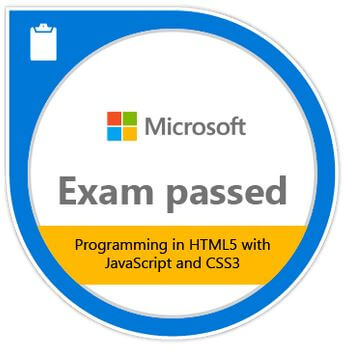 Microsoft
Exam passed
Programming in HTML5 with
JavaScript and CSS3